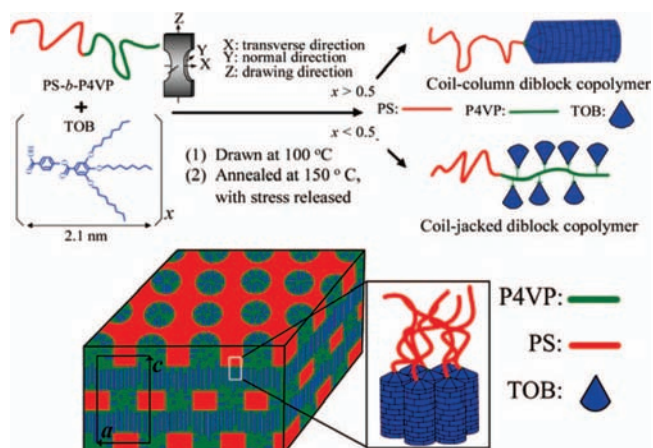 Z
Y
X
X: transverse direction
Y: normal direction
Z: drawing direction
PS-b-P4VP
+
TOB
x
2.1 nm
x > 0.5
x < 0.5
(1) Drawn at 100 °C
(2) Annealed at 150 °C,
with stress released
Coil-column diblock copolymer
PS:
P4VP:
TOB:
Coil-jacked diblock copolymer
c
a
P4VP:
PS:
TOB: